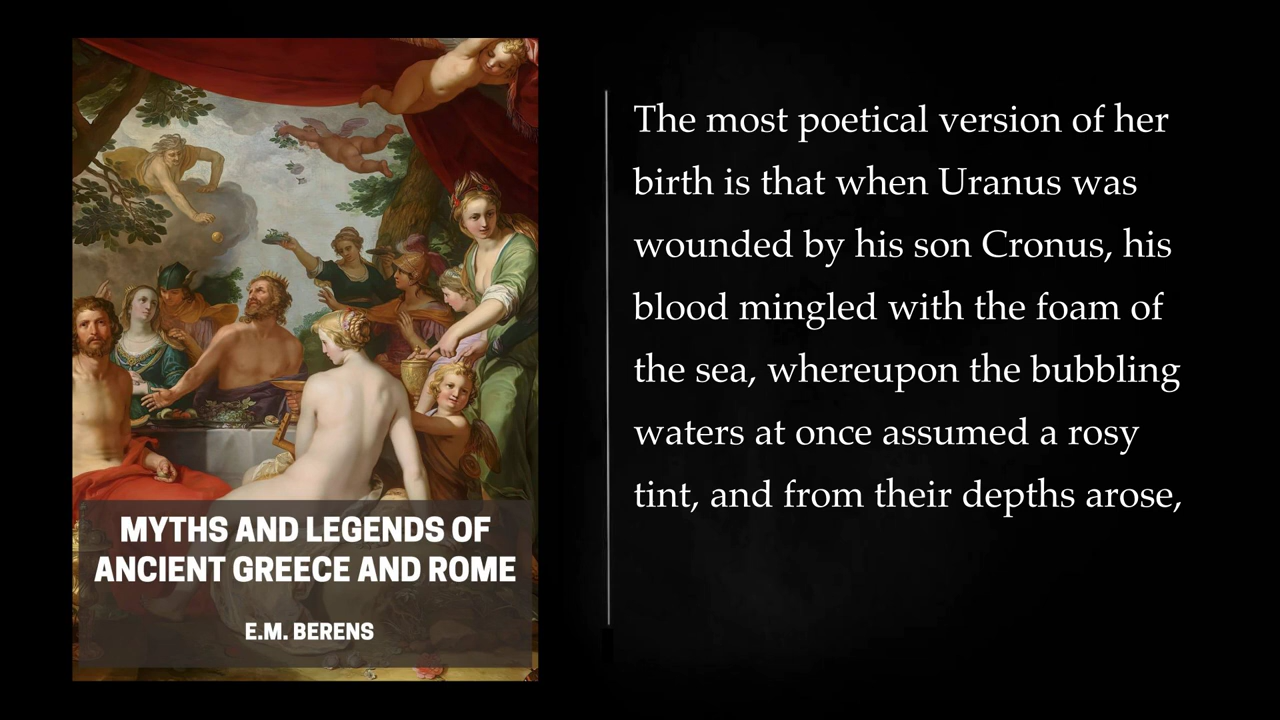 MYTHS AND LEGENDS OF
ANCIENT GREECE AND ROME
E.M. BERENS
The most poetical version of her
birth is that when Uranus was
wounded by his son Cronus, his
blood mingled with the foam of
the sea, whereupon the bubbling
waters at once assumed a rosy
tint, and from their depths arose,